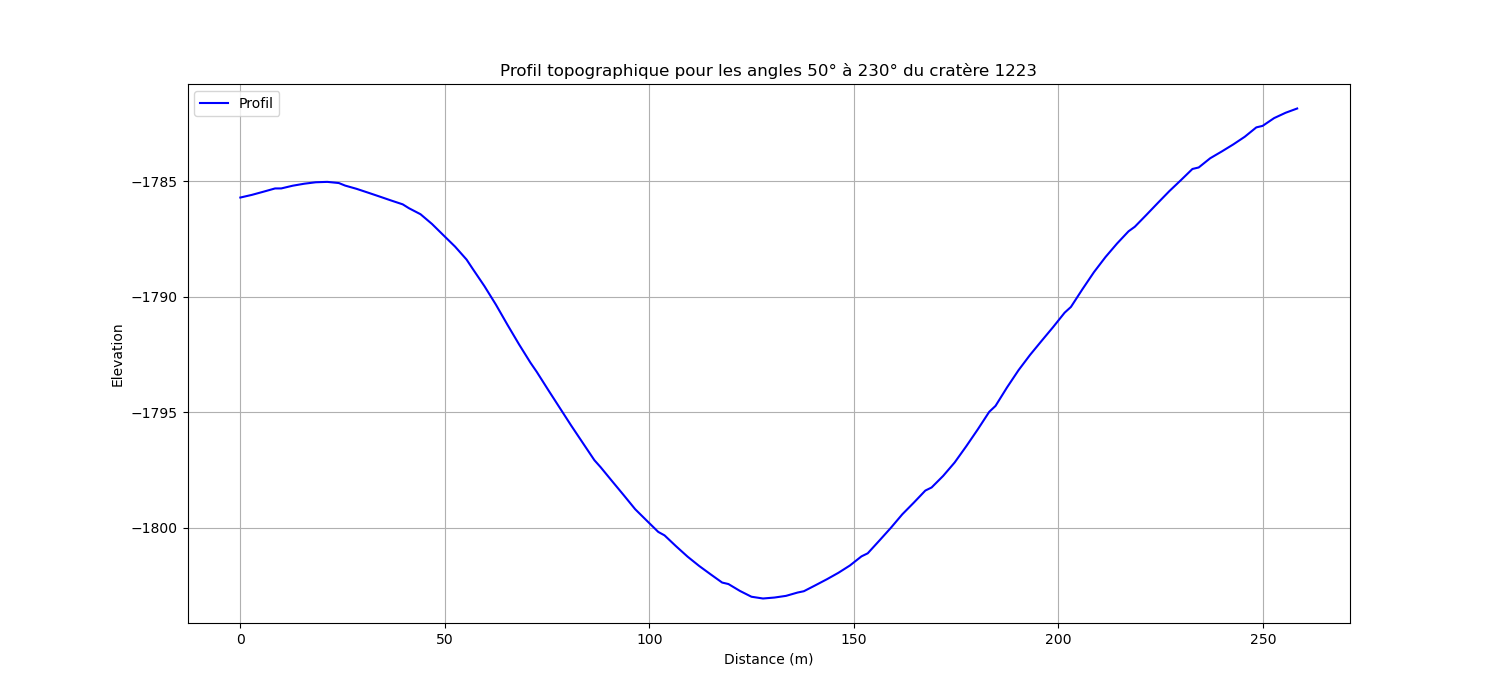 Profil topographique pour les angles 50° à 230° du cratère 1223
Profil
−1785
−1790
−1795
−1800
Elevation
0 50 100 150 200 250
Distance (m)